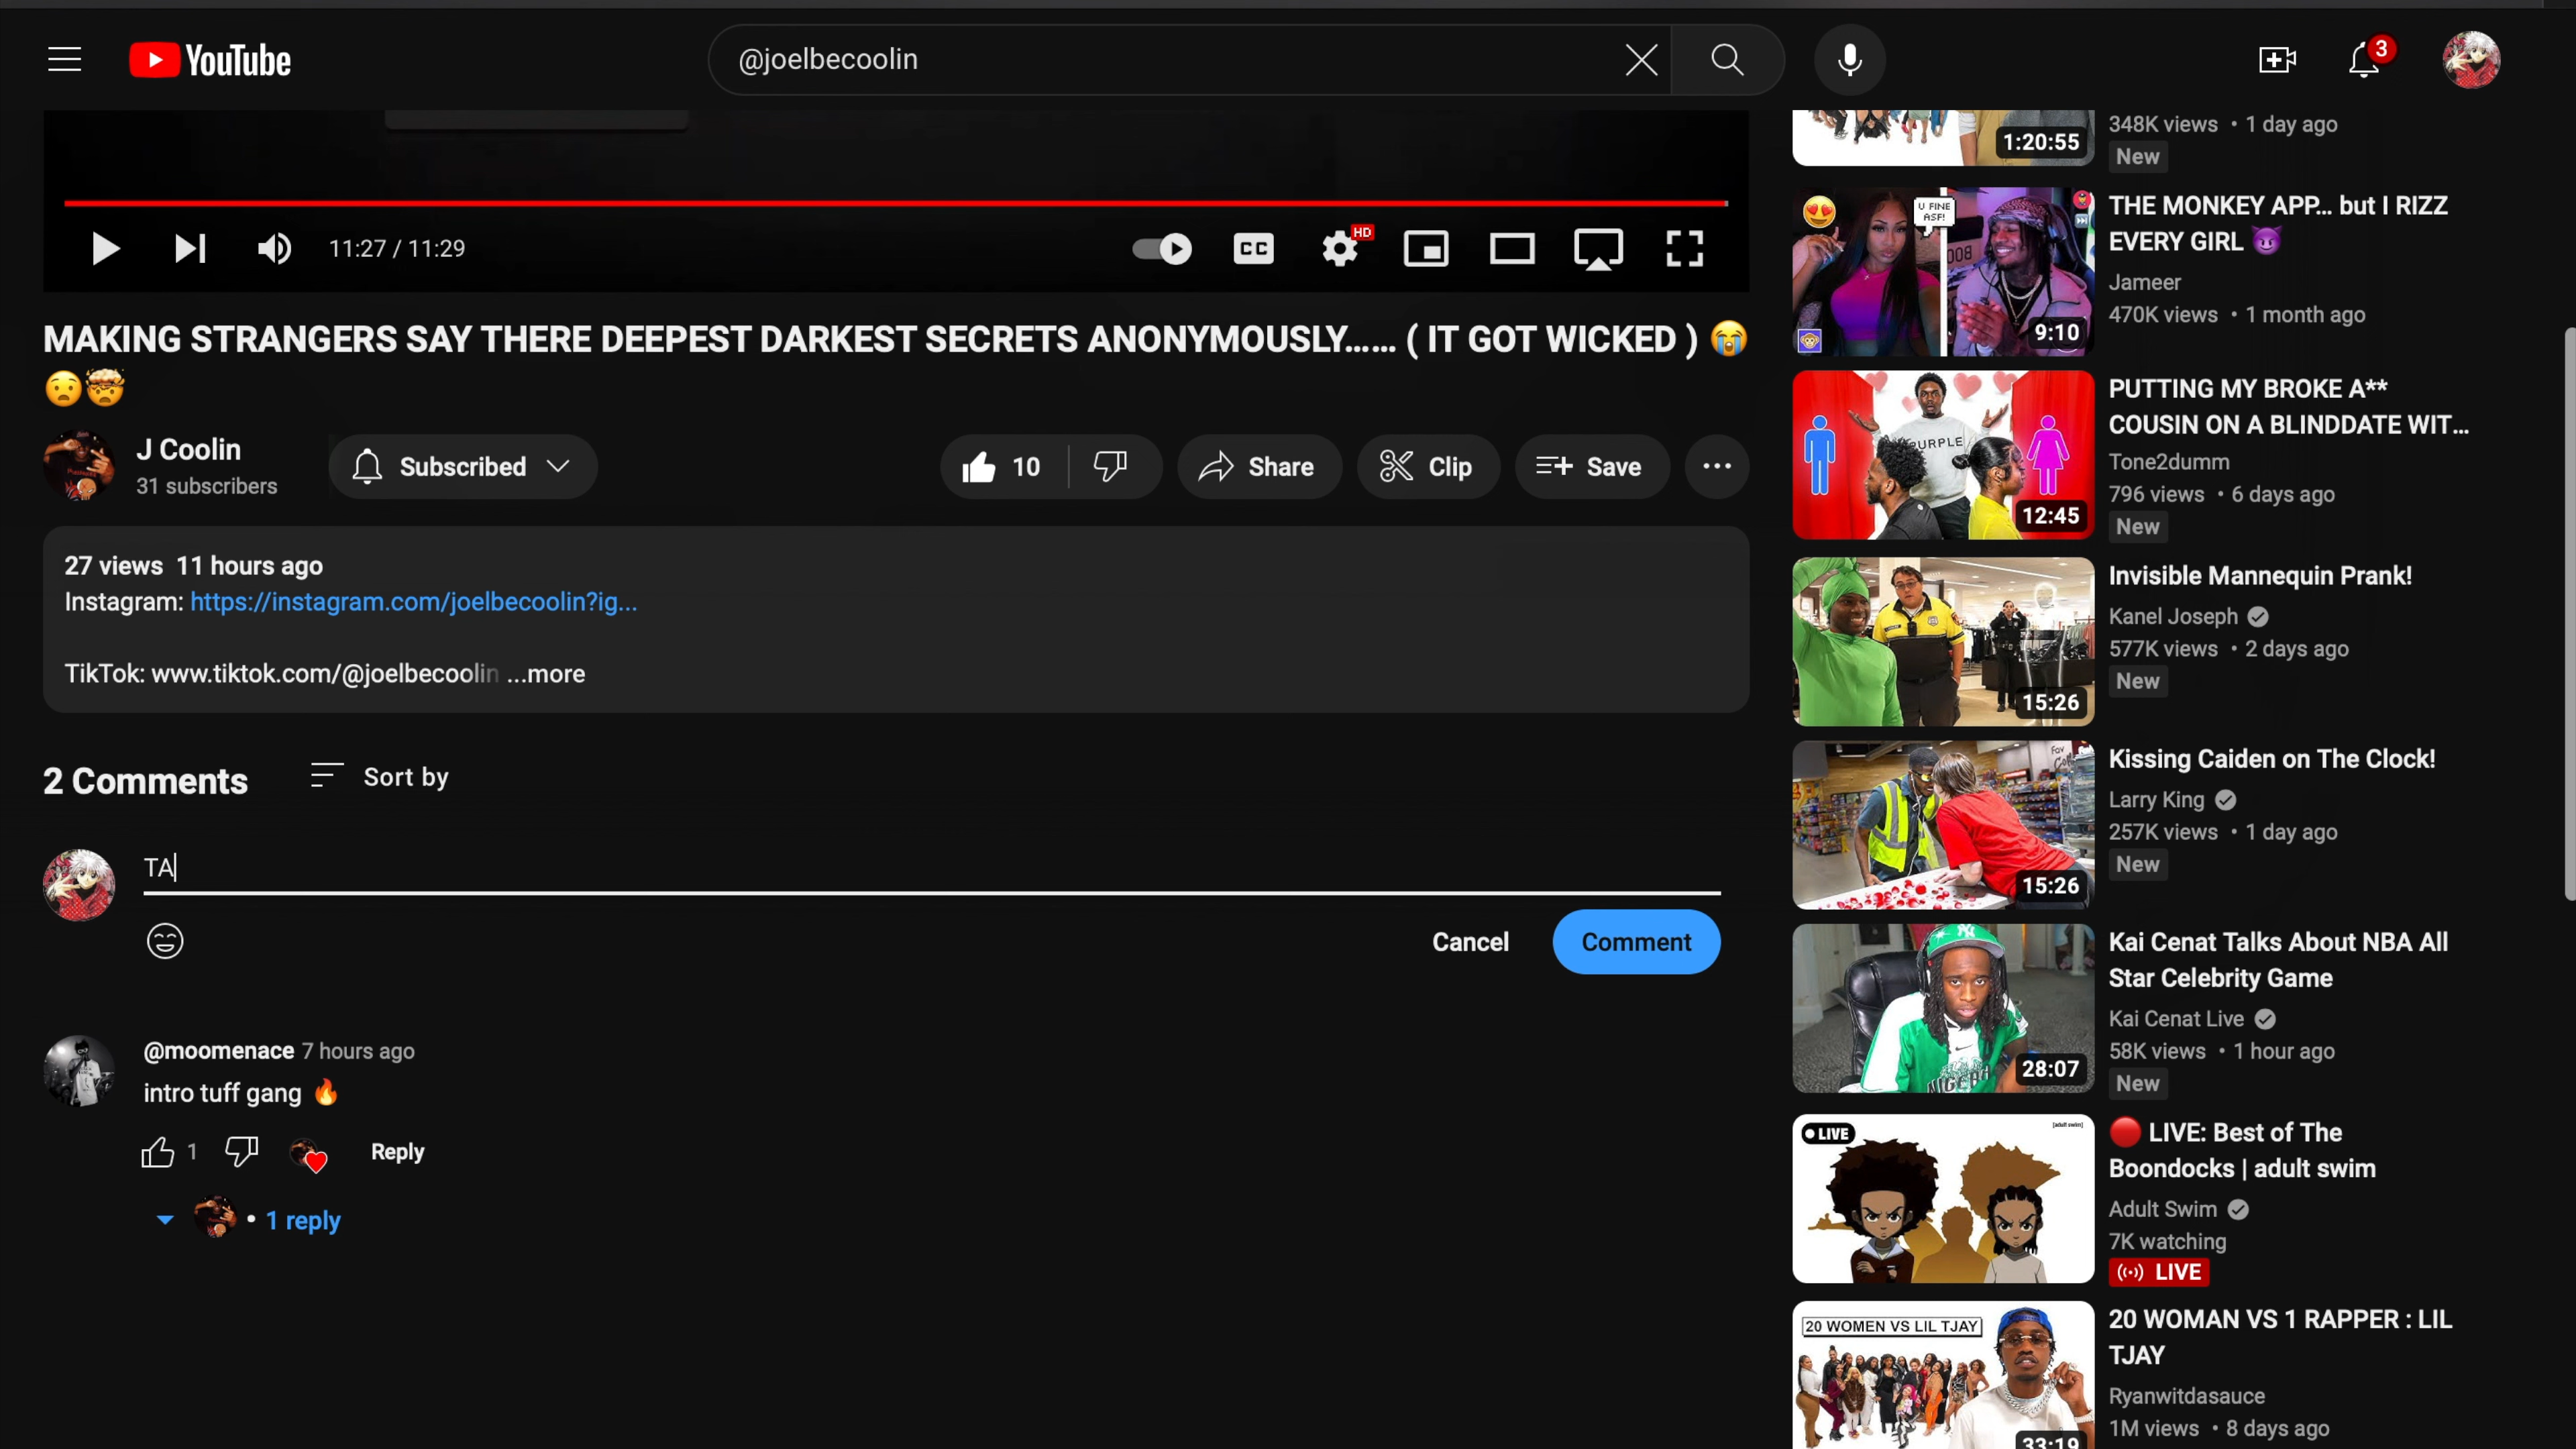 YouTube
@joelbecoolin
3
11:27 / 11:29
CC
HD
MAKING STRANGERS SAY THERE DEEPEST DARKEST SECRETS ANONYMOUSLY...... ( IT GOT WICKED ) 😭
😧🤯
J Coolin
31 subscribers
Subscribed
10
Share
Clip
Save
27 views 11 hours ago
Instagram: https://instagram.com/joelbecoolin?ig...
TikTok: www.tiktok.com/@joelbecoolin ...more
2 Comments
Sort by
TA
Cancel
Comment
@moomenace 7 hours ago
intro tuff gang 🔥
1
Reply
• 1 reply
1:20:55
348K views • 1 day ago
New
U FINE
ASF!
9:10
THE MONKEY APP... but I RIZZ
EVERY GIRL 😈
Jameer
470K views • 1 month ago
PURPLE
12:45
PUTTING MY BROKE A**
COUSIN ON A BLINDDATE WIT...
Tone2dumm
796 views • 6 days ago
New
15:26
Invisible Mannequin Prank!
Kanel Joseph
577K views • 2 days ago
New
15:26
Kissing Caiden on The Clock!
Larry King
257K views • 1 day ago
New
28:07
Kai Cenat Talks About NBA All
Star Celebrity Game
Kai Cenat Live
58K views • 1 hour ago
New
LIVE
[adult swim]
🔴 LIVE: Best of The
Boondocks | adult swim
Adult Swim
7K watching
LIVE
20 WOMEN VS LIL TJAY
33:19
20 WOMAN VS 1 RAPPER : LIL
TJAY
Ryanwitdasauce
1M views • 8 days ago